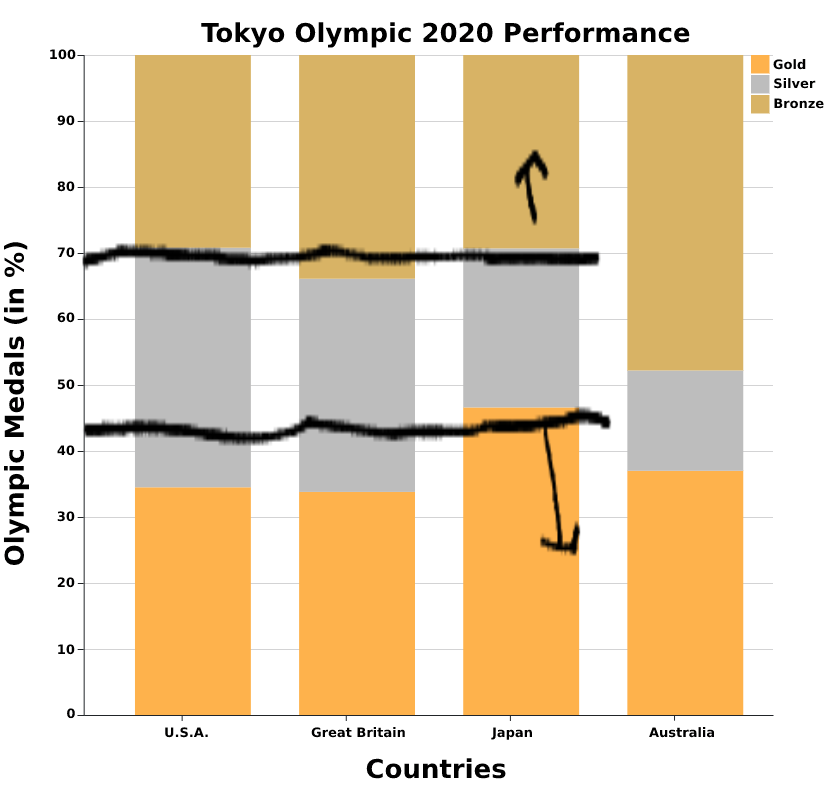 Tokyo Olympic 2020 Performance
Gold
Silver
Bronze
Olympic Medals (in %)
100
90
80
70
60
50
40
30
20
10
0
U.S.A. Great Britain Japan Australia
Countries